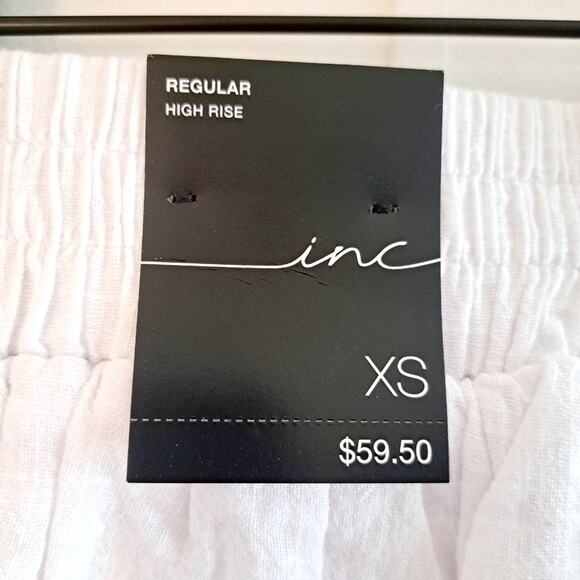 REGULAR
HIGH RISE
inc
XS
$59.50